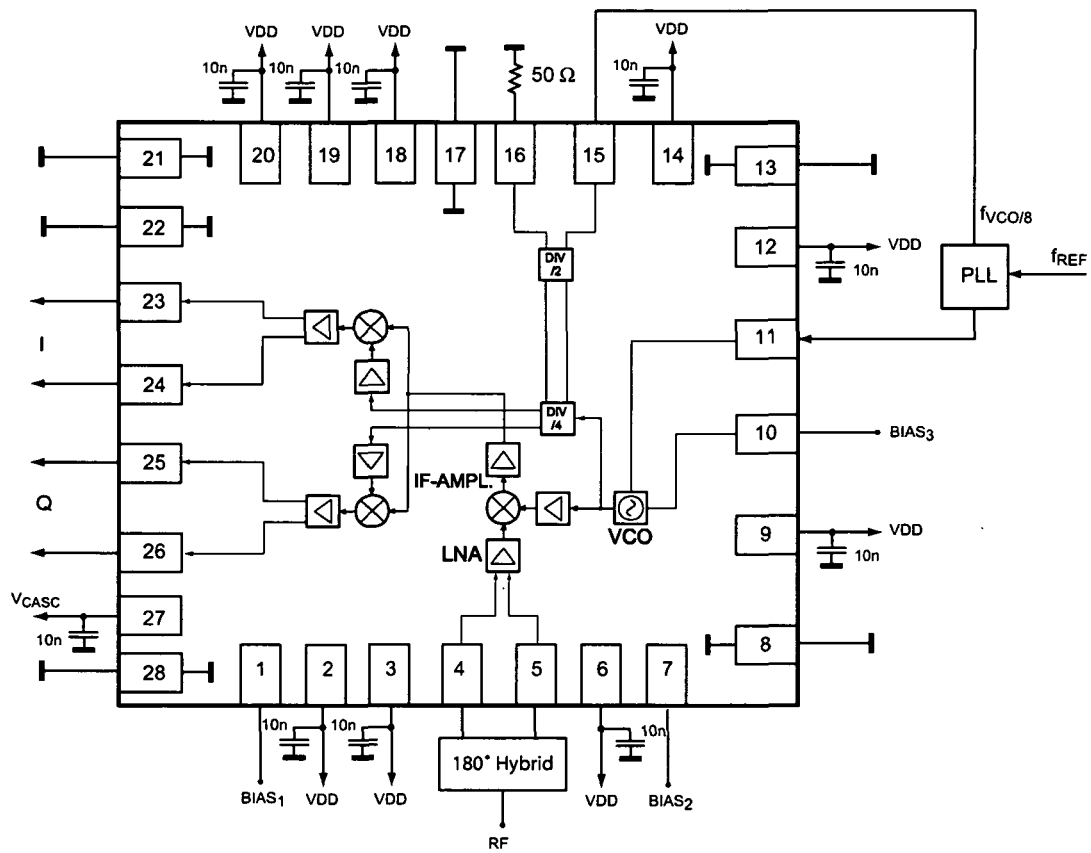 VDD VDD VDD VDD
10n 10n 10n 50 Ω 10n
20 19 18 17 16 15 14
21 13
22 12 VDD
10n
fVCO/8
fREF
PLL
DIV
/2
23 11
I
24
DIV
/4
10 BIAS3
25
IF-AMPL.
Q
VCO
26 9 VDD
10n
LNA
VCASC
10n
27
28 8
1 2 3 4 5 6 7
10n 10n 10n
180° Hybrid
BIAS1 VDD VDD VDD BIAS2
RF